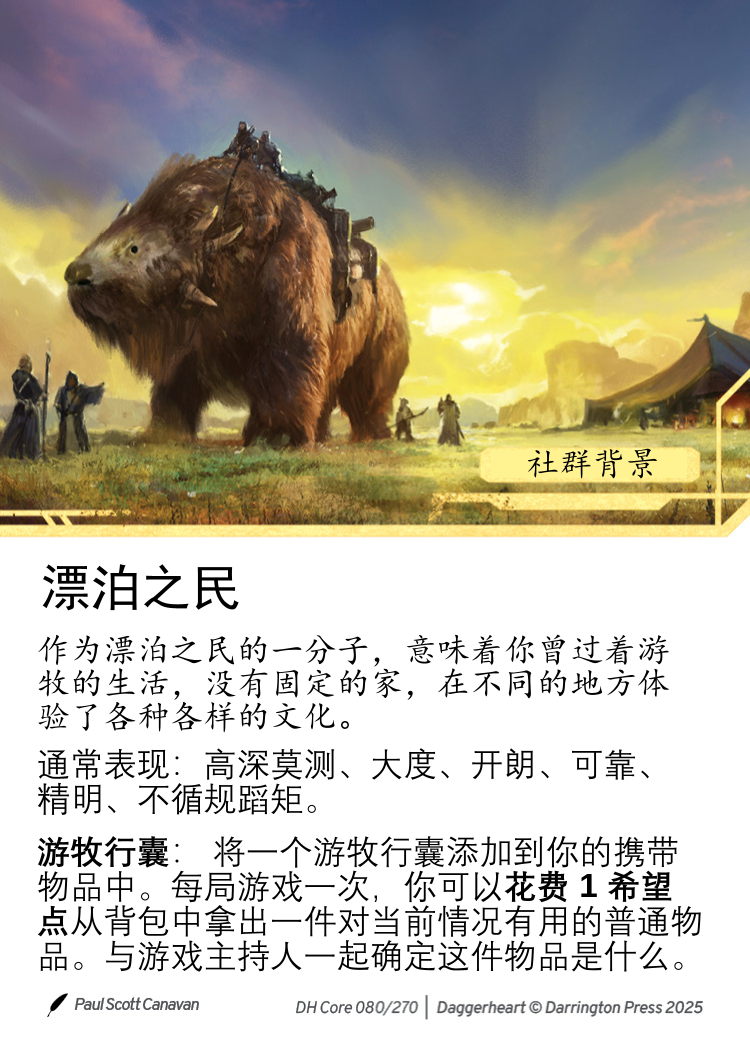 社群背景
漂泊之民
作为漂泊之民的一分子，意味着你曾过着游
牧的生活，没有固定的家，在不同的地方体
验了各种各样的文化。
通常表现：高深莫测、大度、开朗、可靠、
精明、不循规蹈矩。
游牧行囊： 将一个游牧行囊添加到你的携带
物品中。每局游戏一次，你可以花费 1 希望
点从背包中拿出一件对当前情况有用的普通物
品。与游戏主持人一起确定这件物品是什么。
Paul Scott Canavan
DH Core 080/270 | Daggerheart © Darrington Press 2025